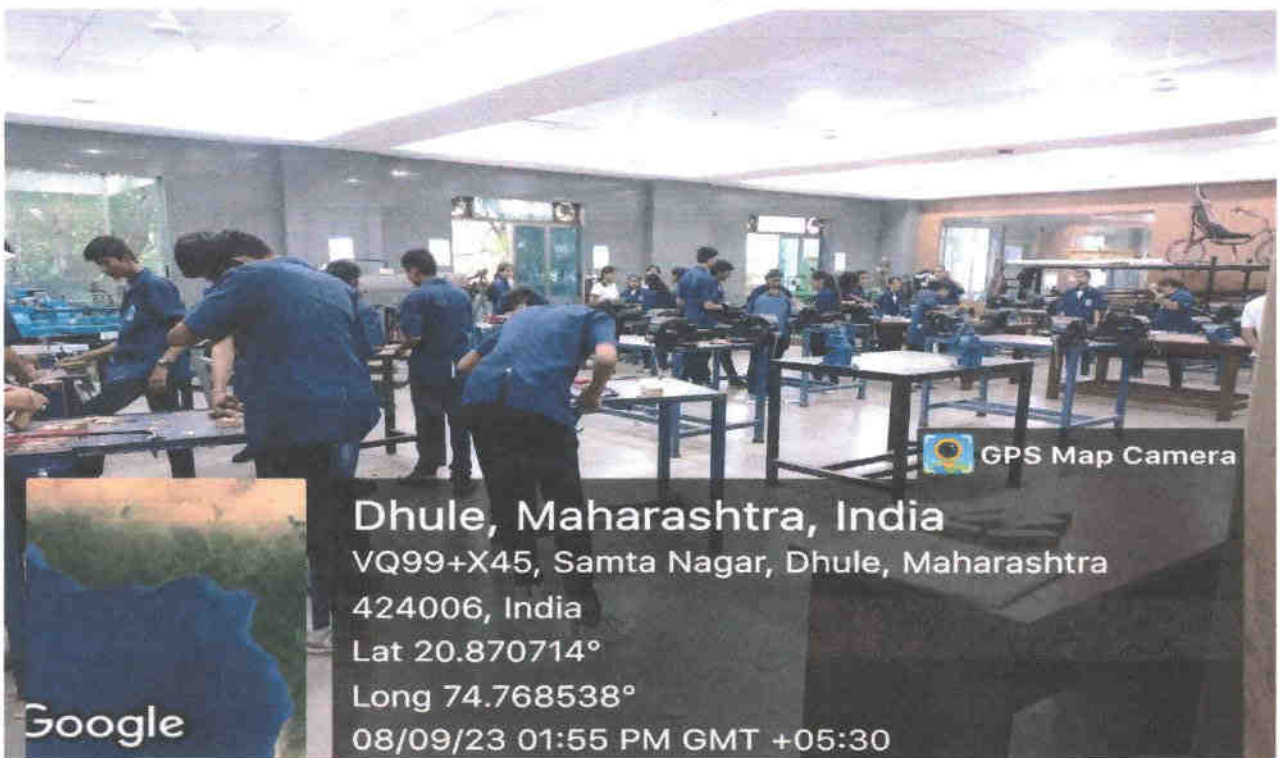 GPS Map Camera
Dhule, Maharashtra, India
VQ99+X45, Samta Nagar, Dhule, Maharashtra
424006, India
Lat 20.870714°
Long 74.768538°
08/09/23 01:55 PM GMT +05:30
Google